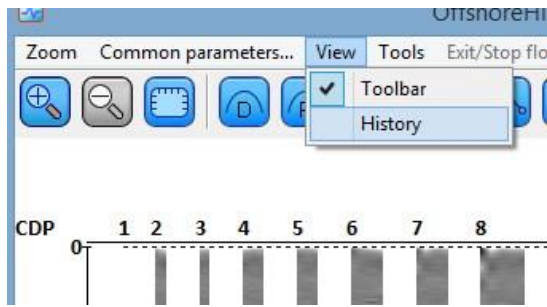 OffshoreHI
Zoom Common parameters... View Tools Exit/Stop flo
Toolbar
D
History
CDP 1 2 3 4 5 6 7 8
0